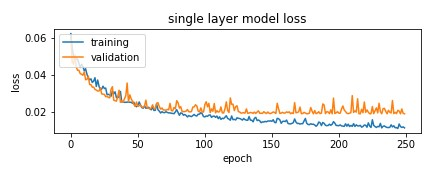 single layer model loss
training
validation
0.06
0.04
0.02
loss
0 50 100 150 200 250
epoch